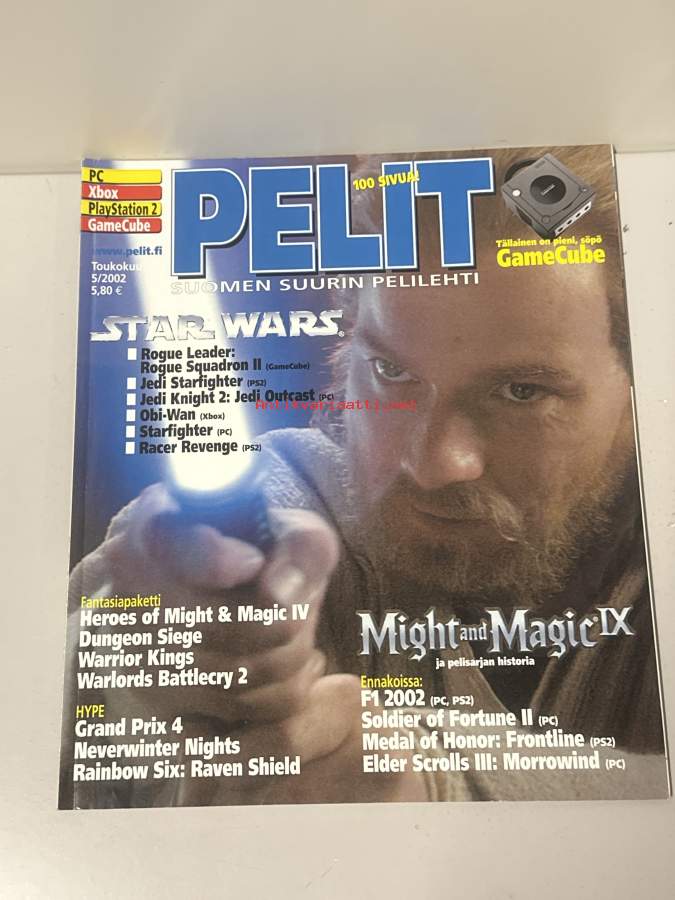 PC
Xbox
PlayStation 2
GameCube
www.pelit.fi
Toukokuu
5/2002
5,80 €
PELIT
100 SIVUA!
SUOMEN SUURIN PELILEHTI
Tällainen on pieni, söpö
GameCube
STAR WARS
Rogue Leader:
Rogue Squadron II (GameCube)
Jedi Starfighter (PS2)
Jedi Knight 2: Jedi Outcast (PC)
Antikvariaatti.net
Obi-Wan (Xbox)
Starfighter (PC)
Racer Revenge (PS2)
Fantasiapaketti
Heroes of Might & Magic IV
Dungeon Siege
Warrior Kings
Warlords Battlecry 2
HYPE
Grand Prix 4
Neverwinter Nights
Rainbow Six: Raven Shield
Might and Magic IX
ja pelisarjan historia
Ennakoissa:
F1 2002 (PC, PS2)
Soldier of Fortune II (PC)
Medal of Honor: Frontline (PS2)
Elder Scrolls III: Morrowind (PC)